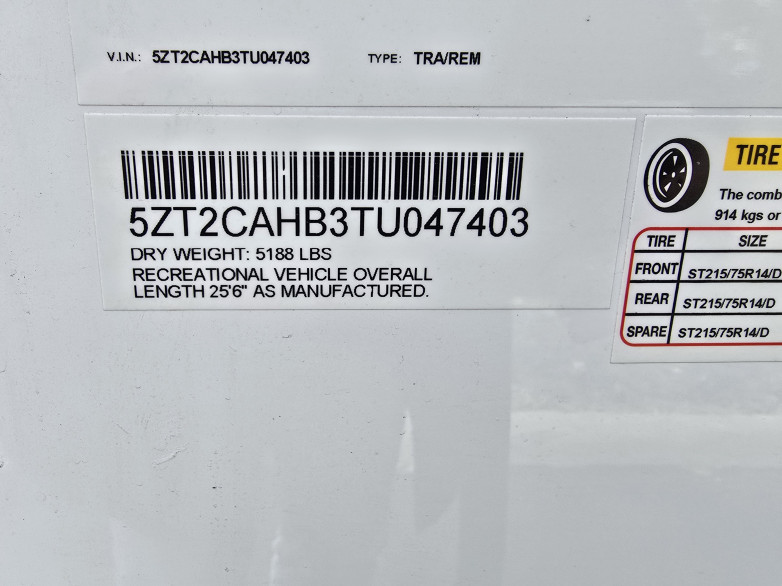 V.I.N.: 5ZT2CAHB3TU047403 TYPE: TRA/REM
5ZT2CAHB3TU047403
DRY WEIGHT: 5188 LBS
RECREATIONAL VEHICLE OVERALL
LENGTH 25'6" AS MANUFACTURED.
TIRE
The comb
914 kgs or
TIRE SIZE
FRONT ST215/75R14/D
REAR ST215/75R14/D
SPARE ST215/75R14/D